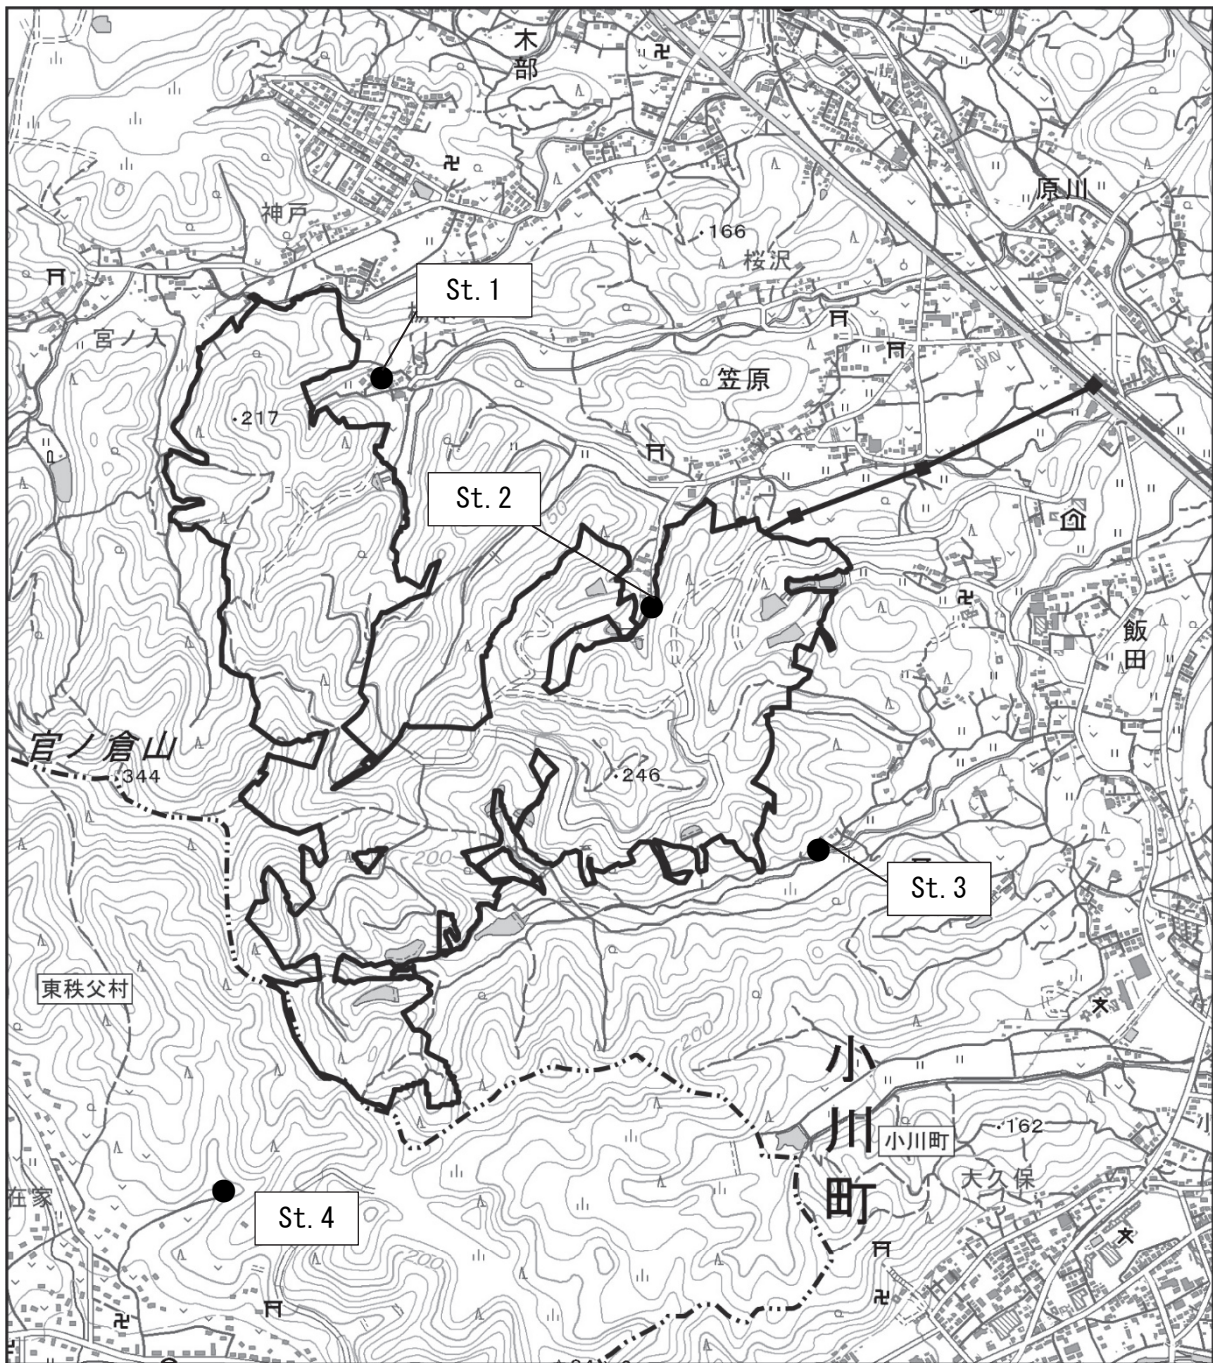 木部
神戸
原川
・166
桜沢
St. 1
宮ノ入
笠原
・217
St. 2
飯田
官ノ倉山
344
・246
200
St. 3
東秩父村
200
小川町
小川町
・162
大久保
在家
St. 4
200